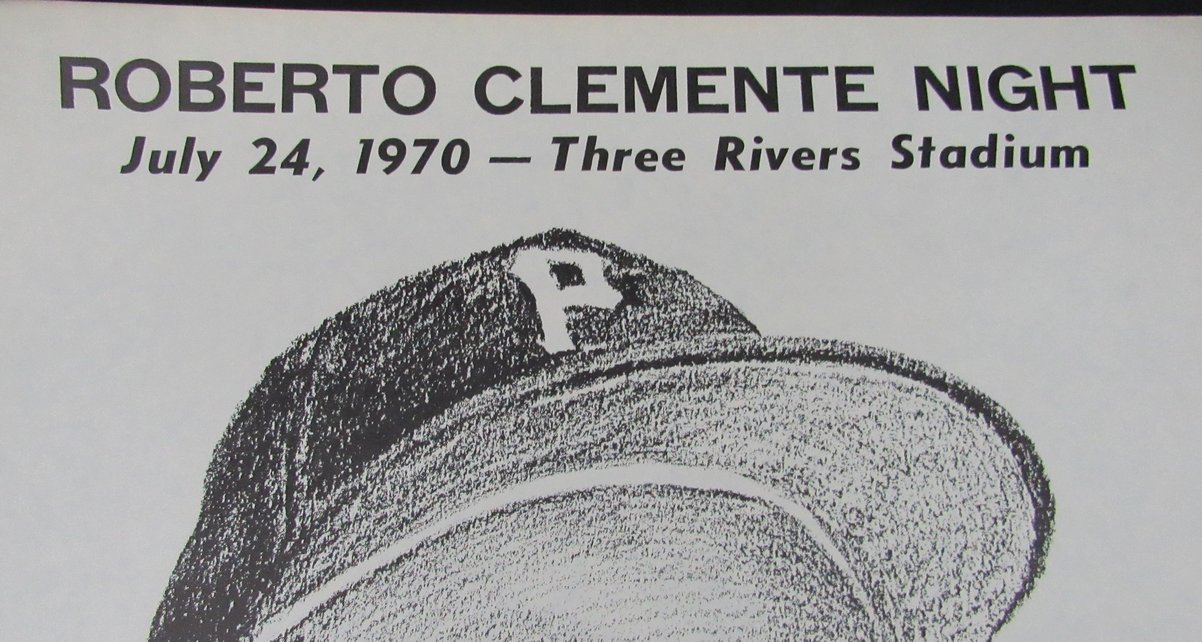 ROBERTO CLEMENTE NIGHT
July 24, 1970 — Three Rivers Stadium
P